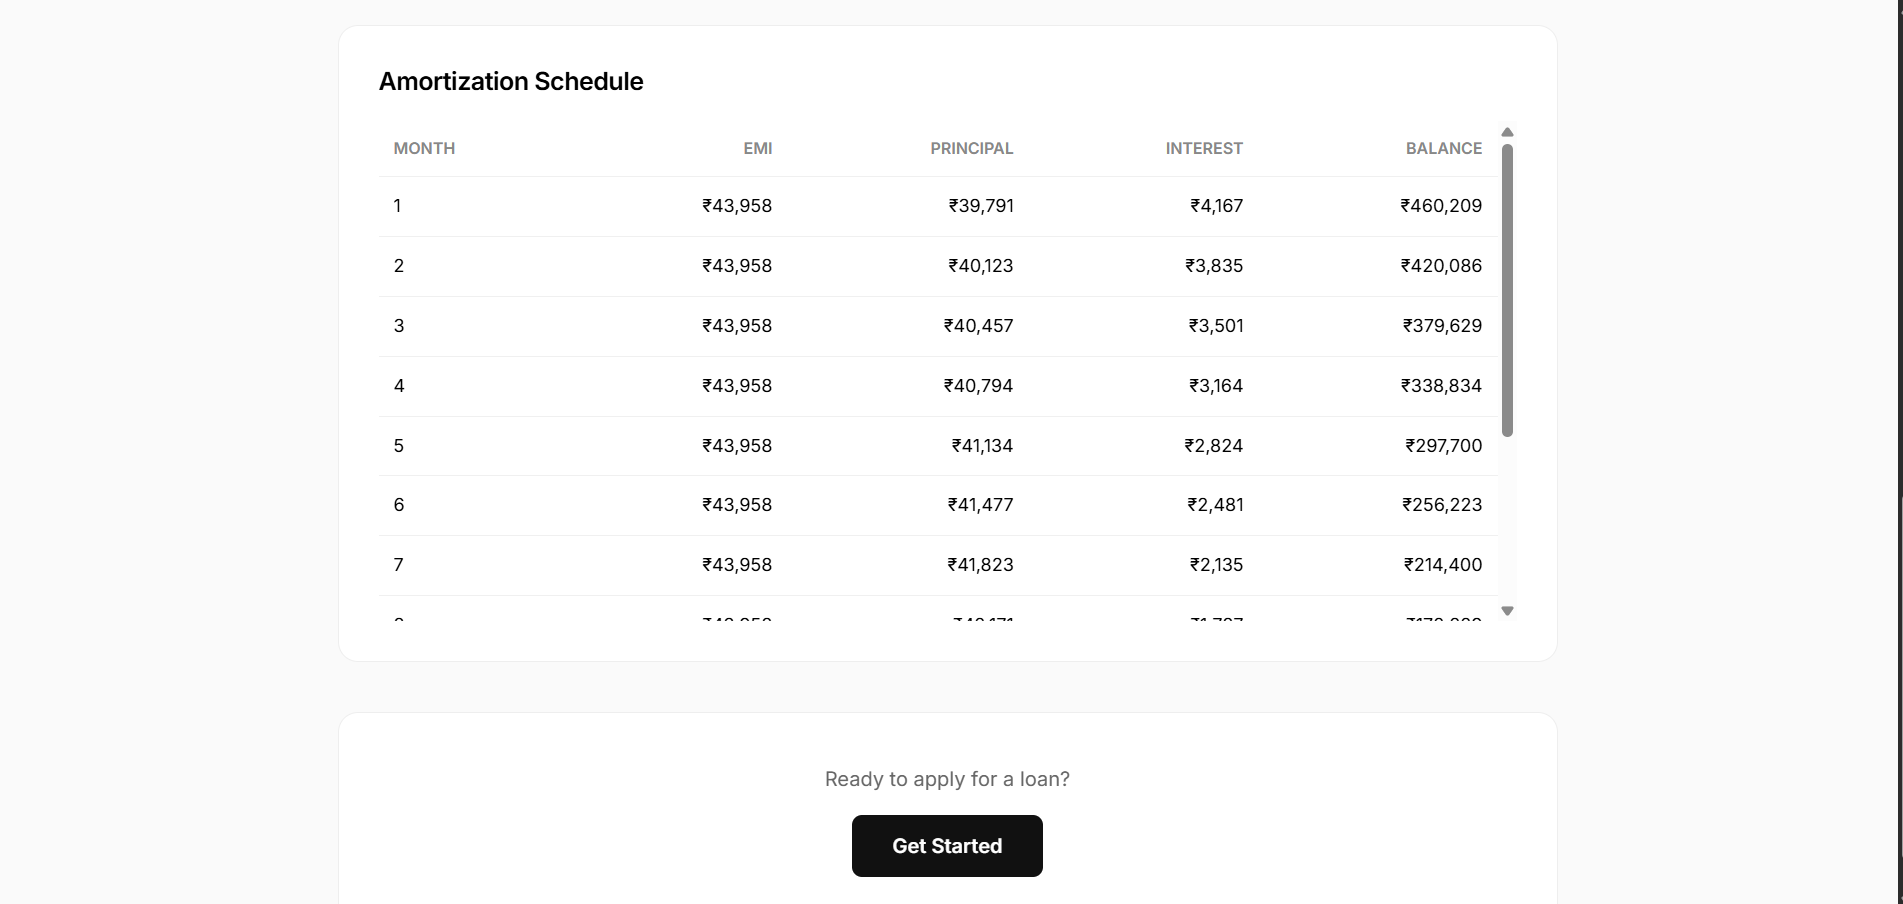 Amortization Schedule
MONTH EMI PRINCIPAL INTEREST BALANCE
1 ₹43,958 ₹39,791 ₹4,167 ₹460,209
2 ₹43,958 ₹40,123 ₹3,835 ₹420,086
3 ₹43,958 ₹40,457 ₹3,501 ₹379,629
4 ₹43,958 ₹40,794 ₹3,164 ₹338,834
5 ₹43,958 ₹41,134 ₹2,824 ₹297,700
6 ₹43,958 ₹41,477 ₹2,481 ₹256,223
7 ₹43,958 ₹41,823 ₹2,135 ₹214,400
Ready to apply for a loan?
Get Started